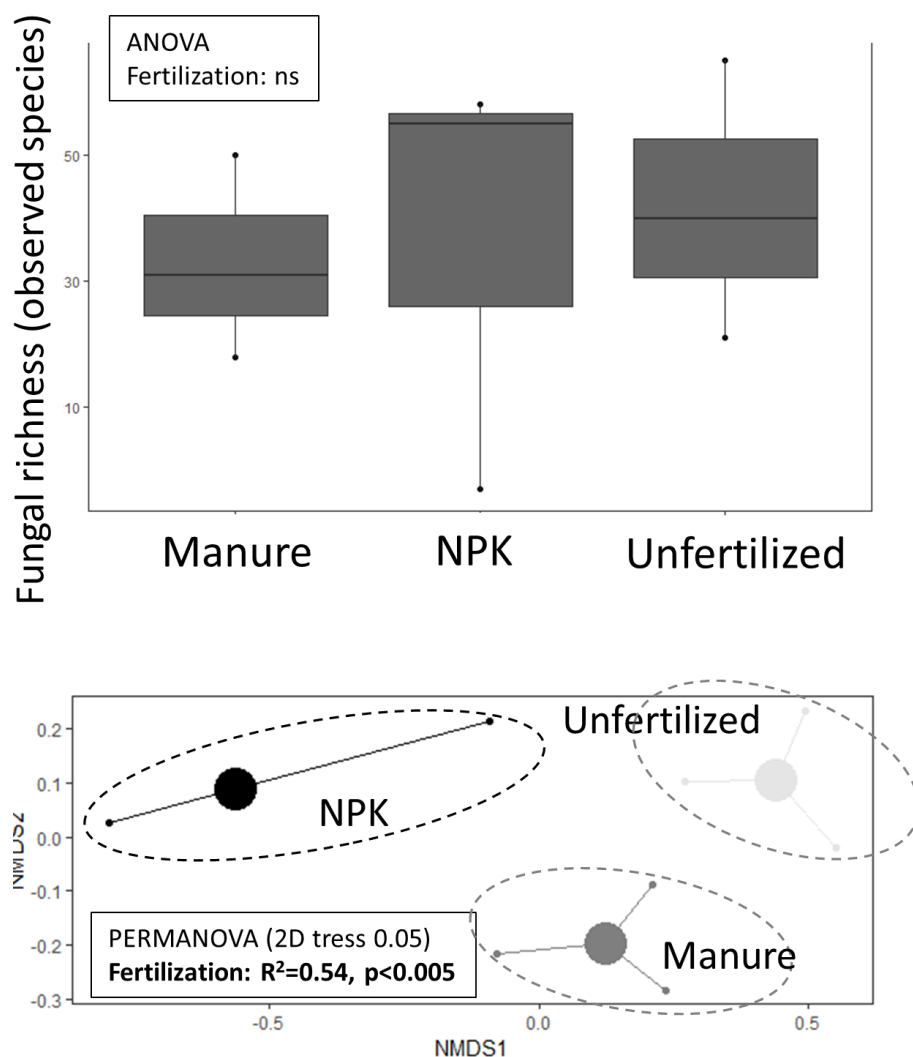 Fungal richness (observed species)
ANOVA
Fertilization: ns
50
30
10
Manure
NPK
Unfertilized
NMDS2
0.2
0.1
0.0
-0.1
-0.2
-0.3
Unfertilized
NPK
Manure
PERMANOVA (2D tress 0.05)
Fertilization: R²=0.54, p<0.005
-0.5
0.0
0.5
NMDS1